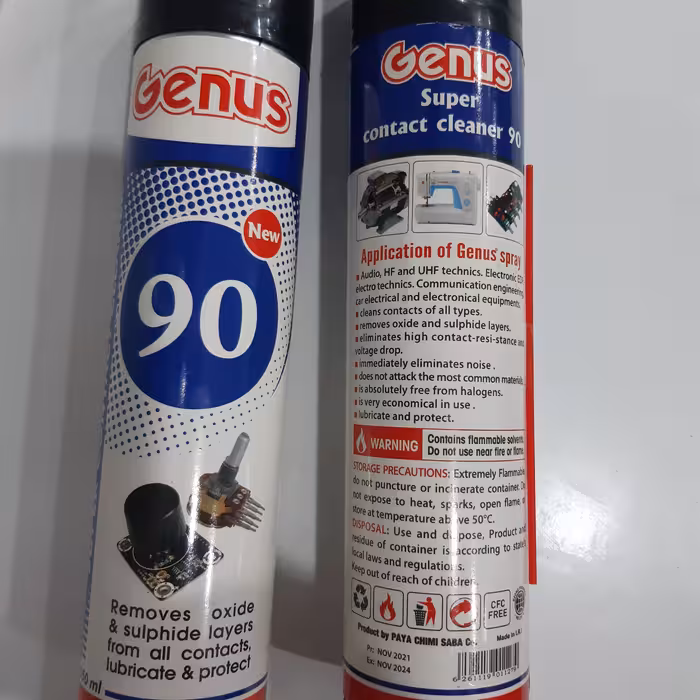 Genus
New
90
Removes oxide
& sulphide layers
from all contacts,
lubricate & protect
Genus
Super
contact cleaner 90
Application of Genus® spray
Audio, HF and UHF technics. Electronic
electro technics. Communication engineering,
car electrical and electronical equipments.
cleans contacts of all types.
removes oxide and sulphide layers.
eliminates high contact-resi-stance and
voltage drop.
immediately eliminates noise .
does not attack the most common materials
is absolutely free from halogens.
is very economical in use .
lubricate and protect.
WARNING
Contains flammable solvents
Do not use near fire or flame
STORAGE PRECAUTIONS: Extremely Flammable
do not puncture or incinerate container. Do
not expose to heat, sparks, open flame, or
store at temperature above 50°C.
DISPOSAL: Use and dispose, Product and
residue of container is according to state
local laws and regulations.
Keep out of reach of children.
CFC
FREE
Product by PAYA CHIMI SABA Co.
Made in I.R.I
Pr: NOV 2021
Ex: NOV 2024